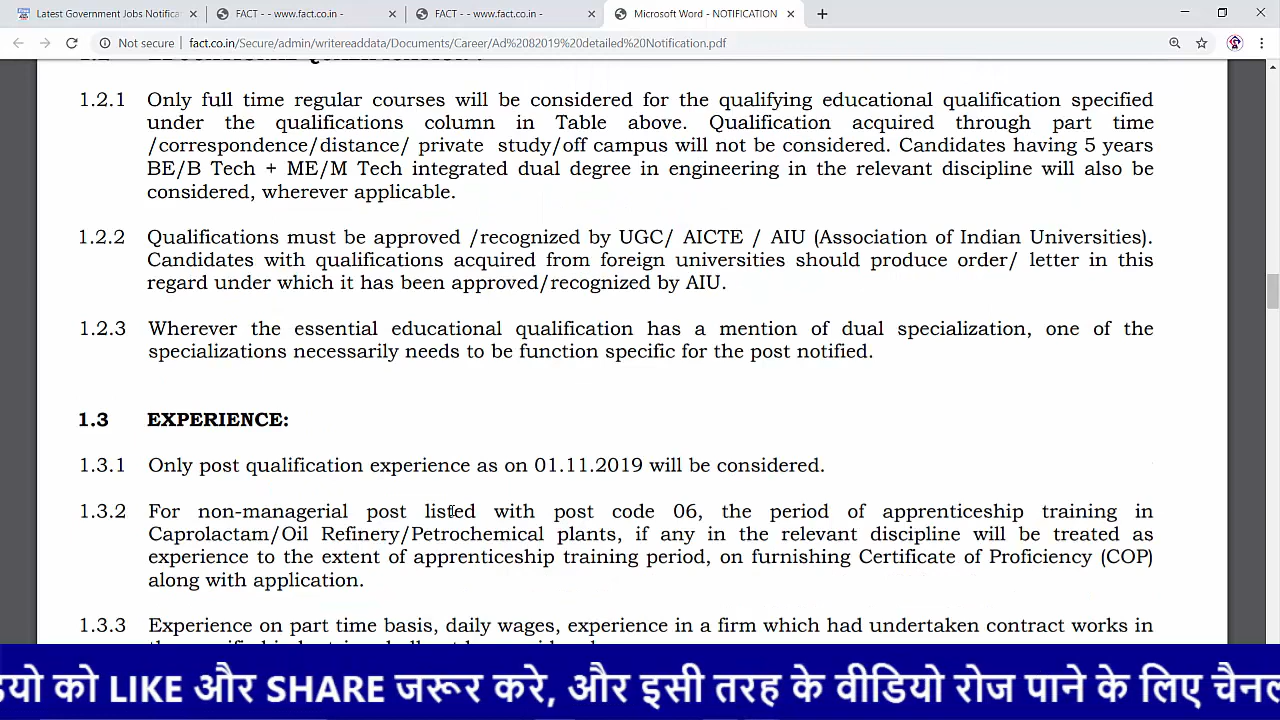 Latest Government Jobs Notifica
FACT - - www.fact.co.in -
FACT - - www.fact.co.in -
Microsoft Word - NOTIFICATION
Not secure | fact.co.in/Secure/admin/writereaddata/Documents/Career/Ad%2082019%20detailed%20Notification.pdf
1.2.1 Only full time regular courses will be considered for the qualifying educational qualification specified
under the qualifications column in Table above. Qualification acquired through part time
/correspondence/distance/ private study/off campus will not be considered. Candidates having 5 years
BE/B Tech + ME/M Tech integrated dual degree in engineering in the relevant discipline will also be
considered, wherever applicable.
1.2.2 Qualifications must be approved /recognized by UGC/ AICTE / AIU (Association of Indian Universities).
Candidates with qualifications acquired from foreign universities should produce order/ letter in this
regard under which it has been approved/recognized by AIU.
1.2.3 Wherever the essential educational qualification has a mention of dual specialization, one of the
specializations necessarily needs to be function specific for the post notified.
1.3 EXPERIENCE:
1.3.1 Only post qualification experience as on 01.11.2019 will be considered.
1.3.2 For non-managerial post listed with post code 06, the period of apprenticeship training in
Caprolactam/Oil Refinery/Petrochemical plants, if any in the relevant discipline will be treated as
experience to the extent of apprenticeship training period, on furnishing Certificate of Proficiency (COP)
along with application.
1.3.3 Experience on part time basis, daily wages, experience in a firm which had undertaken contract works in
को LIKE और SHARE जरूर करे, और इसी तरह के वीडियो रोज पाने के लिए